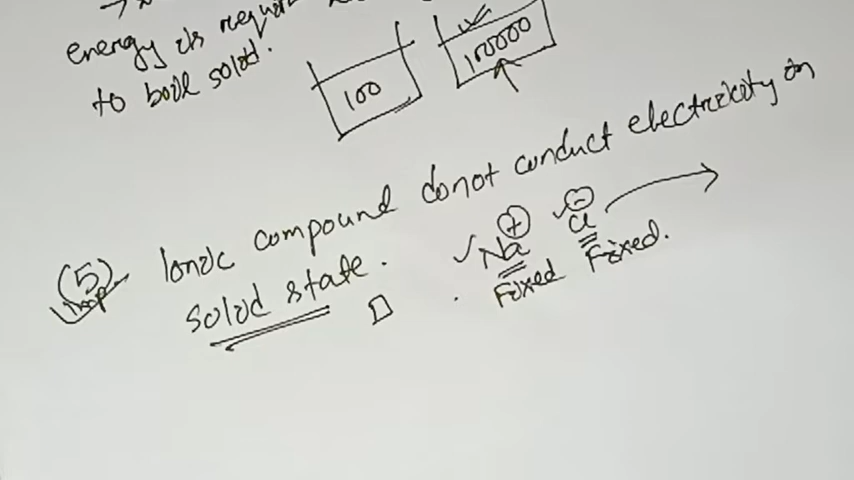 energy is requir
to boil solid.
100
100000
(5) Ionic compound donot conduct electricity in
solid state.
Na + Cl -
Fixed Fixed.